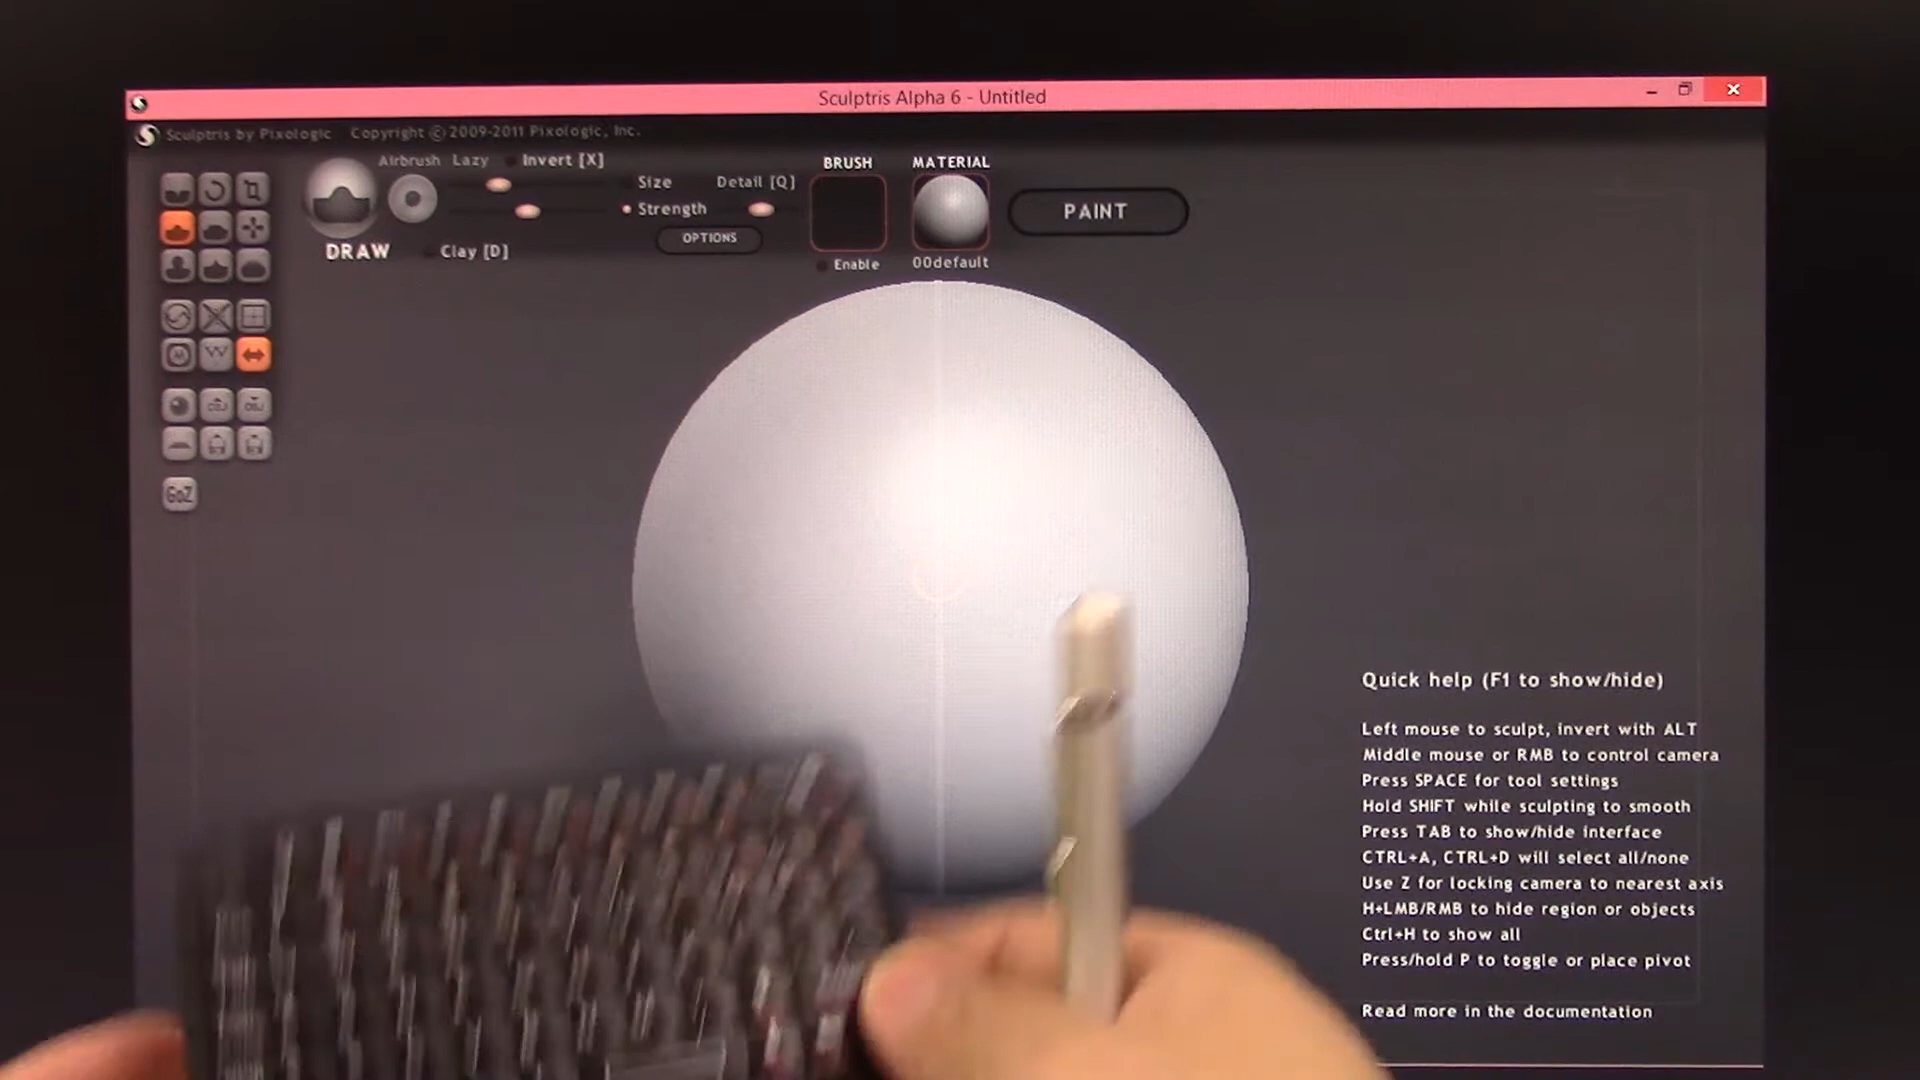 Sculptris Alpha 6 - Untitled
Sculptris by Pixologic Copyright © 2009-2011 Pixologic, Inc.
Airbrush Lazy Invert [X]
Size Detail [Q]
Strength
OPTIONS
DRAW Clay [D]
BRUSH
Enable
MATERIAL
00default
PAINT
GoZ
Quick help (F1 to show/hide)
Left mouse to sculpt, invert with ALT
Middle mouse or RMB to control camera
Press SPACE for tool settings
Hold SHIFT while sculpting to smooth
Press TAB to show/hide interface
CTRL+A, CTRL+D will select all/none
Use Z for locking camera to nearest axis
H+LMB/RMB to hide region or objects
Ctrl+H to show all
Press/hold P to toggle or place pivot
Read more in the documentation